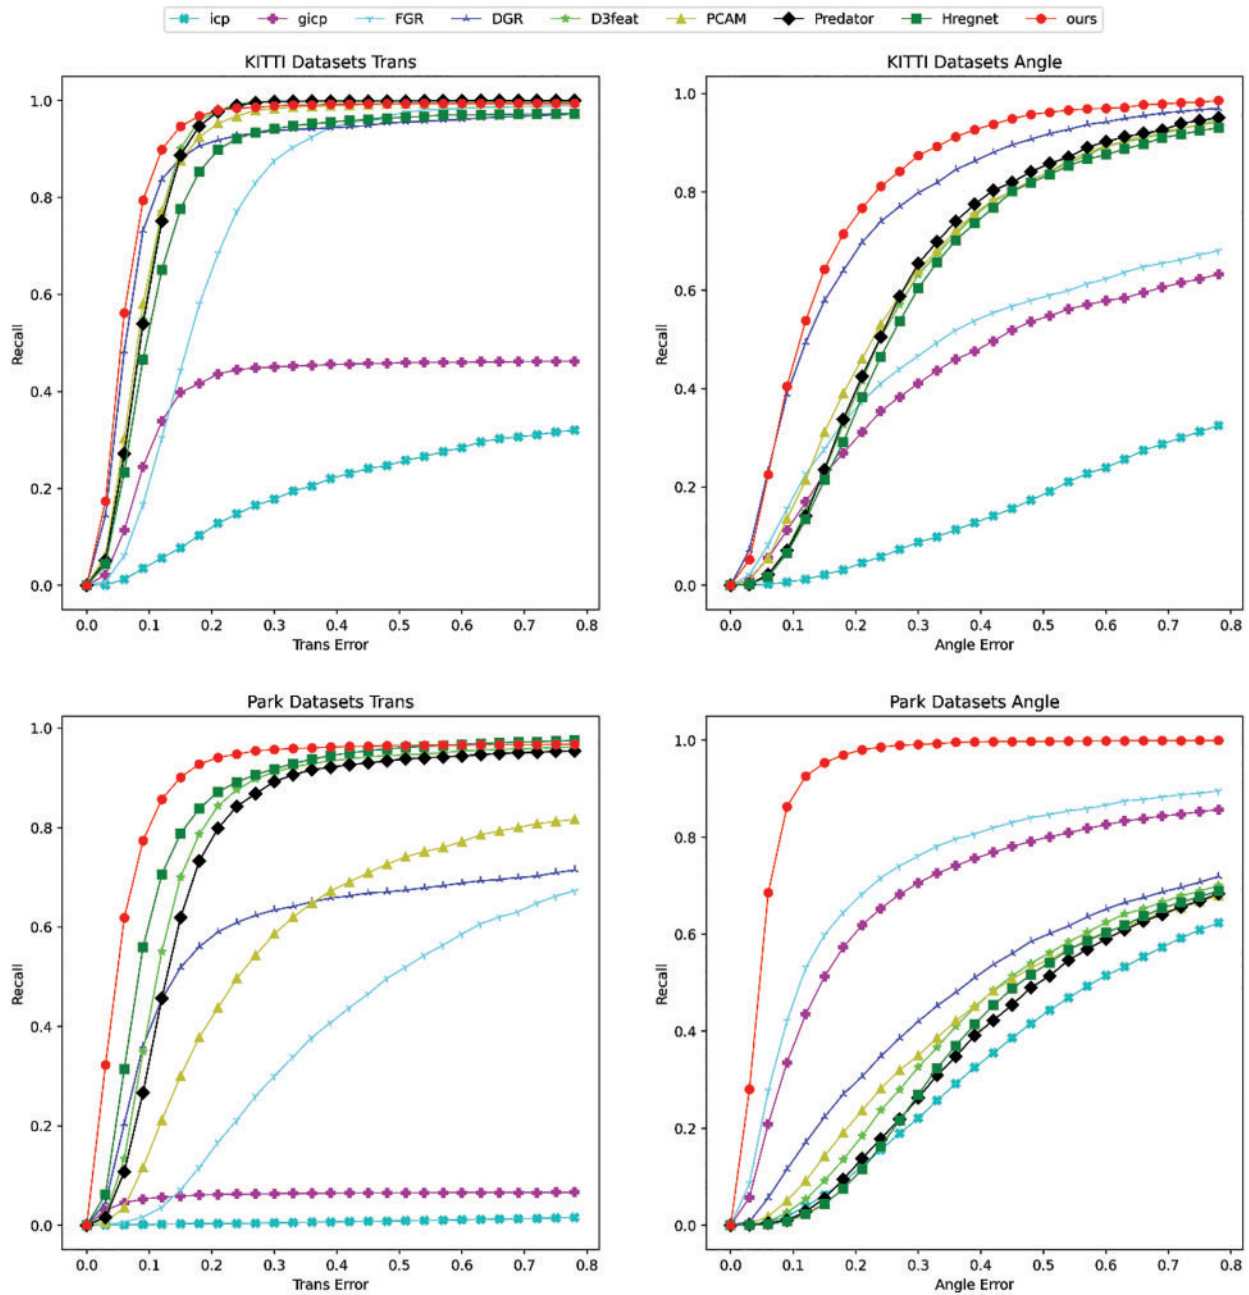 icp gicp FGR DGR D3feat PCAM Predator Hregnet ours
KITTI Datasets Trans
1.0
0.8
0.6
0.4
0.2
0.0
Recall
0.0 0.1 0.2 0.3 0.4 0.5 0.6 0.7 0.8
Trans Error
KITTI Datasets Angle
1.0
0.8
0.6
0.4
0.2
0.0
Recall
0.0 0.1 0.2 0.3 0.4 0.5 0.6 0.7 0.8
Angle Error
Park Datasets Trans
1.0
0.8
0.6
0.4
0.2
0.0
Recall
0.0 0.1 0.2 0.3 0.4 0.5 0.6 0.7 0.8
Trans Error
Park Datasets Angle
1.0
0.8
0.6
0.4
0.2
0.0
Recall
0.0 0.1 0.2 0.3 0.4 0.5 0.6 0.7 0.8
Angle Error